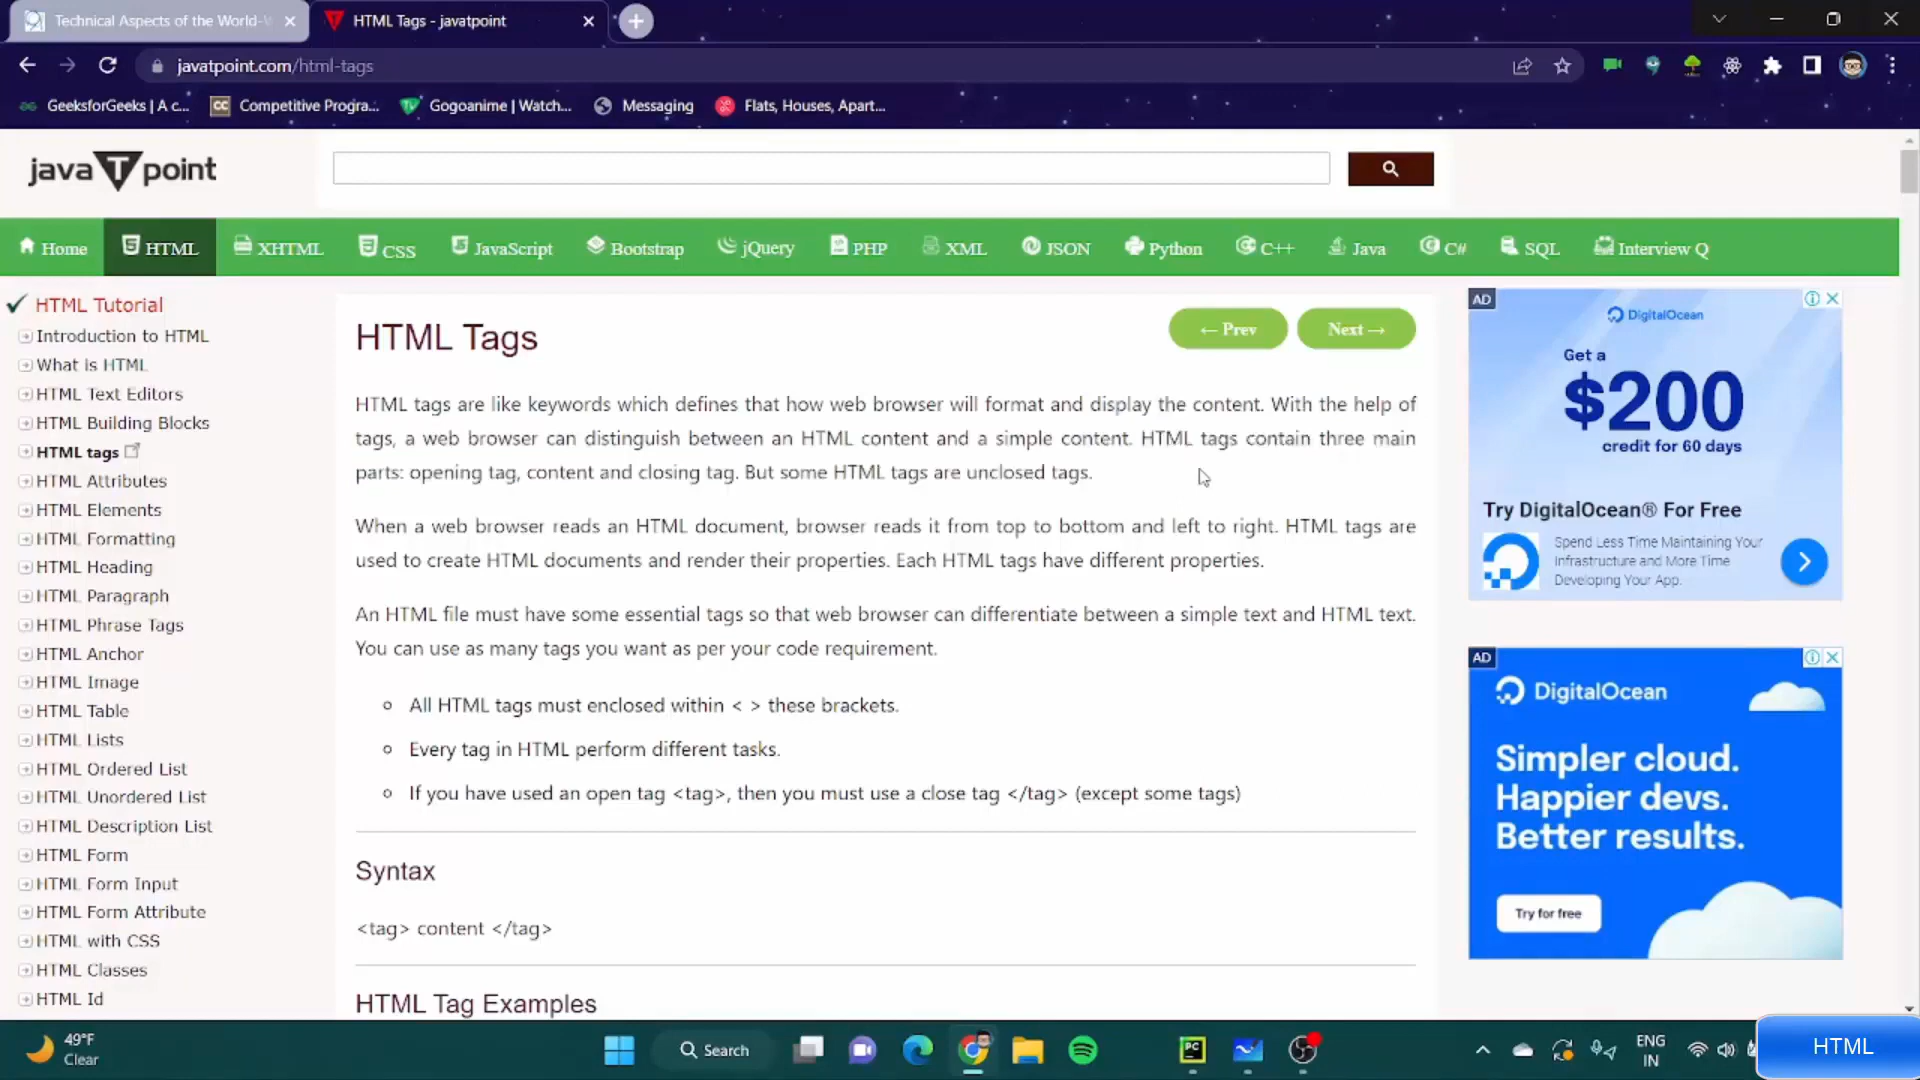 Technical Aspects of the World-W
HTML Tags - javatpoint
javatpoint.com/html-tags
GeeksforGeeks | A c...
CC
Competitive Progra...
Gogoanime | Watch...
Messaging
Flats, Houses, Apart...
java T point
Home
HTML
XHTML
CSS
JavaScript
Bootstrap
jQuery
PHP
XML
JSON
Python
C++
Java
C#
SQL
Interview Q
HTML Tutorial
Introduction to HTML
What is HTML
HTML Text Editors
HTML Building Blocks
HTML tags
HTML Attributes
HTML Elements
HTML Formatting
HTML Heading
HTML Paragraph
HTML Phrase Tags
HTML Anchor
HTML Image
HTML Table
HTML Lists
HTML Ordered List
HTML Unordered List
HTML Description List
HTML Form
HTML Form Input
HTML Form Attribute
HTML with CSS
HTML Classes
HTML Id
HTML Tags
← Prev
Next →
HTML tags are like keywords which defines that how web browser will format and display the content. With the help of
tags, a web browser can distinguish between an HTML content and a simple content. HTML tags contain three main
parts: opening tag, content and closing tag. But some HTML tags are unclosed tags.
When a web browser reads an HTML document, browser reads it from top to bottom and left to right. HTML tags are
used to create HTML documents and render their properties. Each HTML tags have different properties.
An HTML file must have some essential tags so that web browser can differentiate between a simple text and HTML text.
You can use as many tags you want as per your code requirement.
All HTML tags must enclosed within < > these brackets.
Every tag in HTML perform different tasks.
If you have used an open tag <tag>, then you must use a close tag </tag> (except some tags)
Syntax
<tag> content </tag>
HTML Tag Examples
AD
DigitalOcean
Get a
$200
credit for 60 days
Try DigitalOcean® For Free
Spend Less Time Maintaining Your
Infrastructure and More Time
Developing Your App.
AD
DigitalOcean
Simpler cloud.
Happier devs.
Better results.
Try for free
49°F
Clear
Search
PC
ENG
IN
HTML